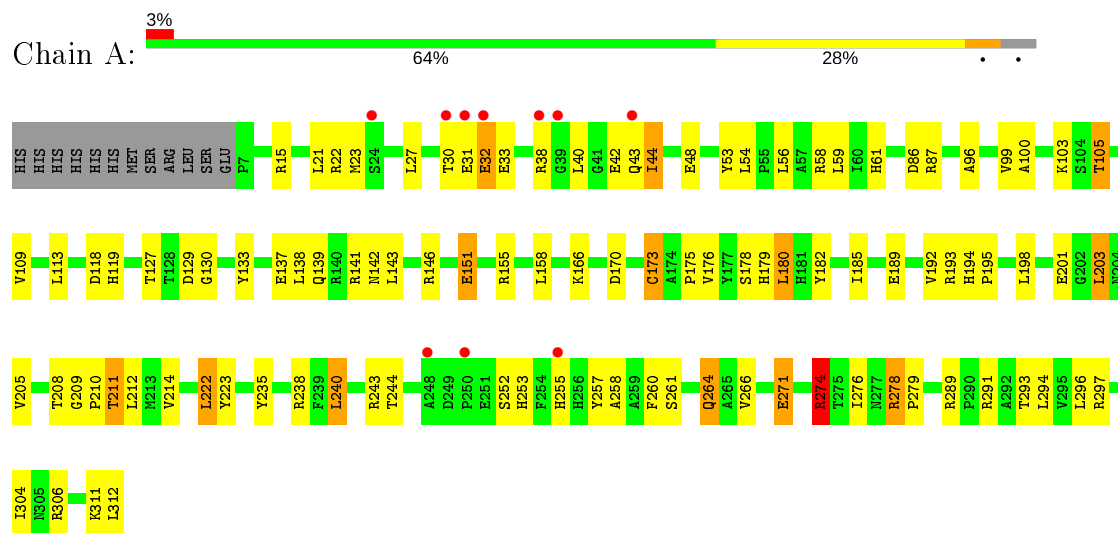 3%
Chain A:
64% 28% • •
HIS HIS HIS HIS HIS HIS MET SER ARG LEU SER GLU P7 R15 L21 R22 M23 S24 L27 T30 E31 E32 E33 R38 G39 L40 G41 E42 Q43 I44 E48 Y53 L54 P55 L56 A57 R58 L59 I60 H61 D86 R87 A96 V99 A100 K103 S104 T105
V109 L113 D118 H119 T127 T128 D129 G130 Y133 E137 L138 Q139 R140 R141 N142 L143 R146 E151 R155 L158 K166 D170 C173 A174 P175 V176 Y177 S178 H179 L180 H181 Y182 I185 E189 V192 R193 H194 P195 L198 E201 G202 L203 N204
V205 T208 G209 P210 T211 L212 M213 V214 L222 Y223 Y235 R238 F239 L240 R243 T244 A248 D249 P250 E251 S252 H253 F254 H255 H256 Y257 A258 A259 F260 S261 Q264 A265 V266 E271 R274 T275 I276 N277 R278 P279 R289 P290 R291 A292 T293 L294 V295 L296 R297
I304 N305 R306 K311 L312